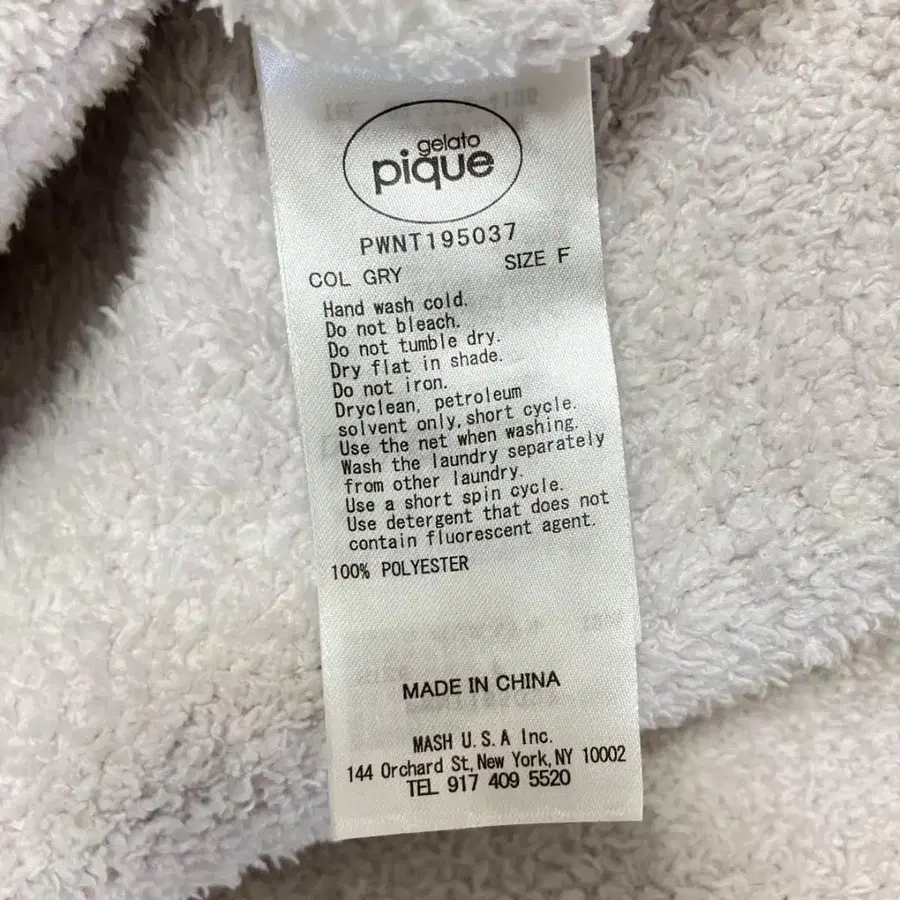 gelato
pique
PWNT195037
COL GRY SIZE F
Hand wash cold.
Do not bleach.
Do not tumble dry.
Dry flat in shade.
Do not iron.
Dryclean, petroleum
solvent only, short cycle.
Use the net when washing.
Wash the laundry separately
from other laundry.
Use a short spin cycle.
Use detergent that does not
contain fluorescent agent.
100% POLYESTER
MADE IN CHINA
MASH U.S.A Inc.
144 Orchard St, New York, NY 10002
TEL 917 409 5520